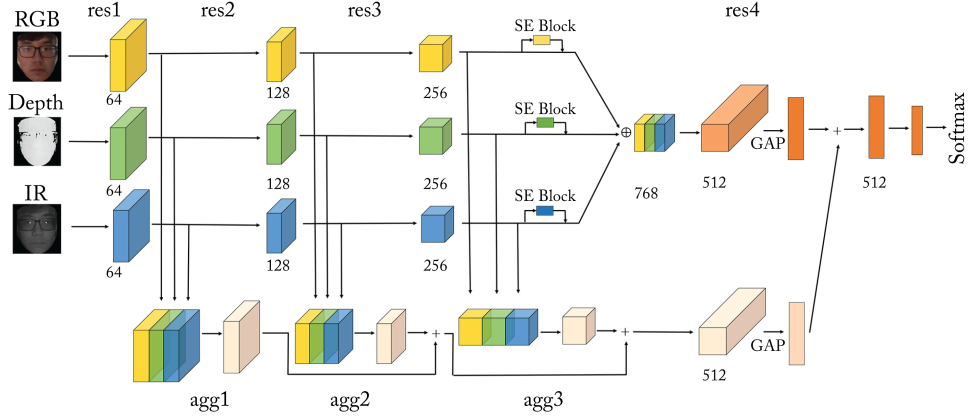 RGB
res1
res2
res3
res4
SE Block
64
128
256
Depth
SE Block
64
128
256
⊕
768
512
GAP
+
512
Softmax
IR
SE Block
64
128
256
+
+
512
GAP
agg1
agg2
agg3